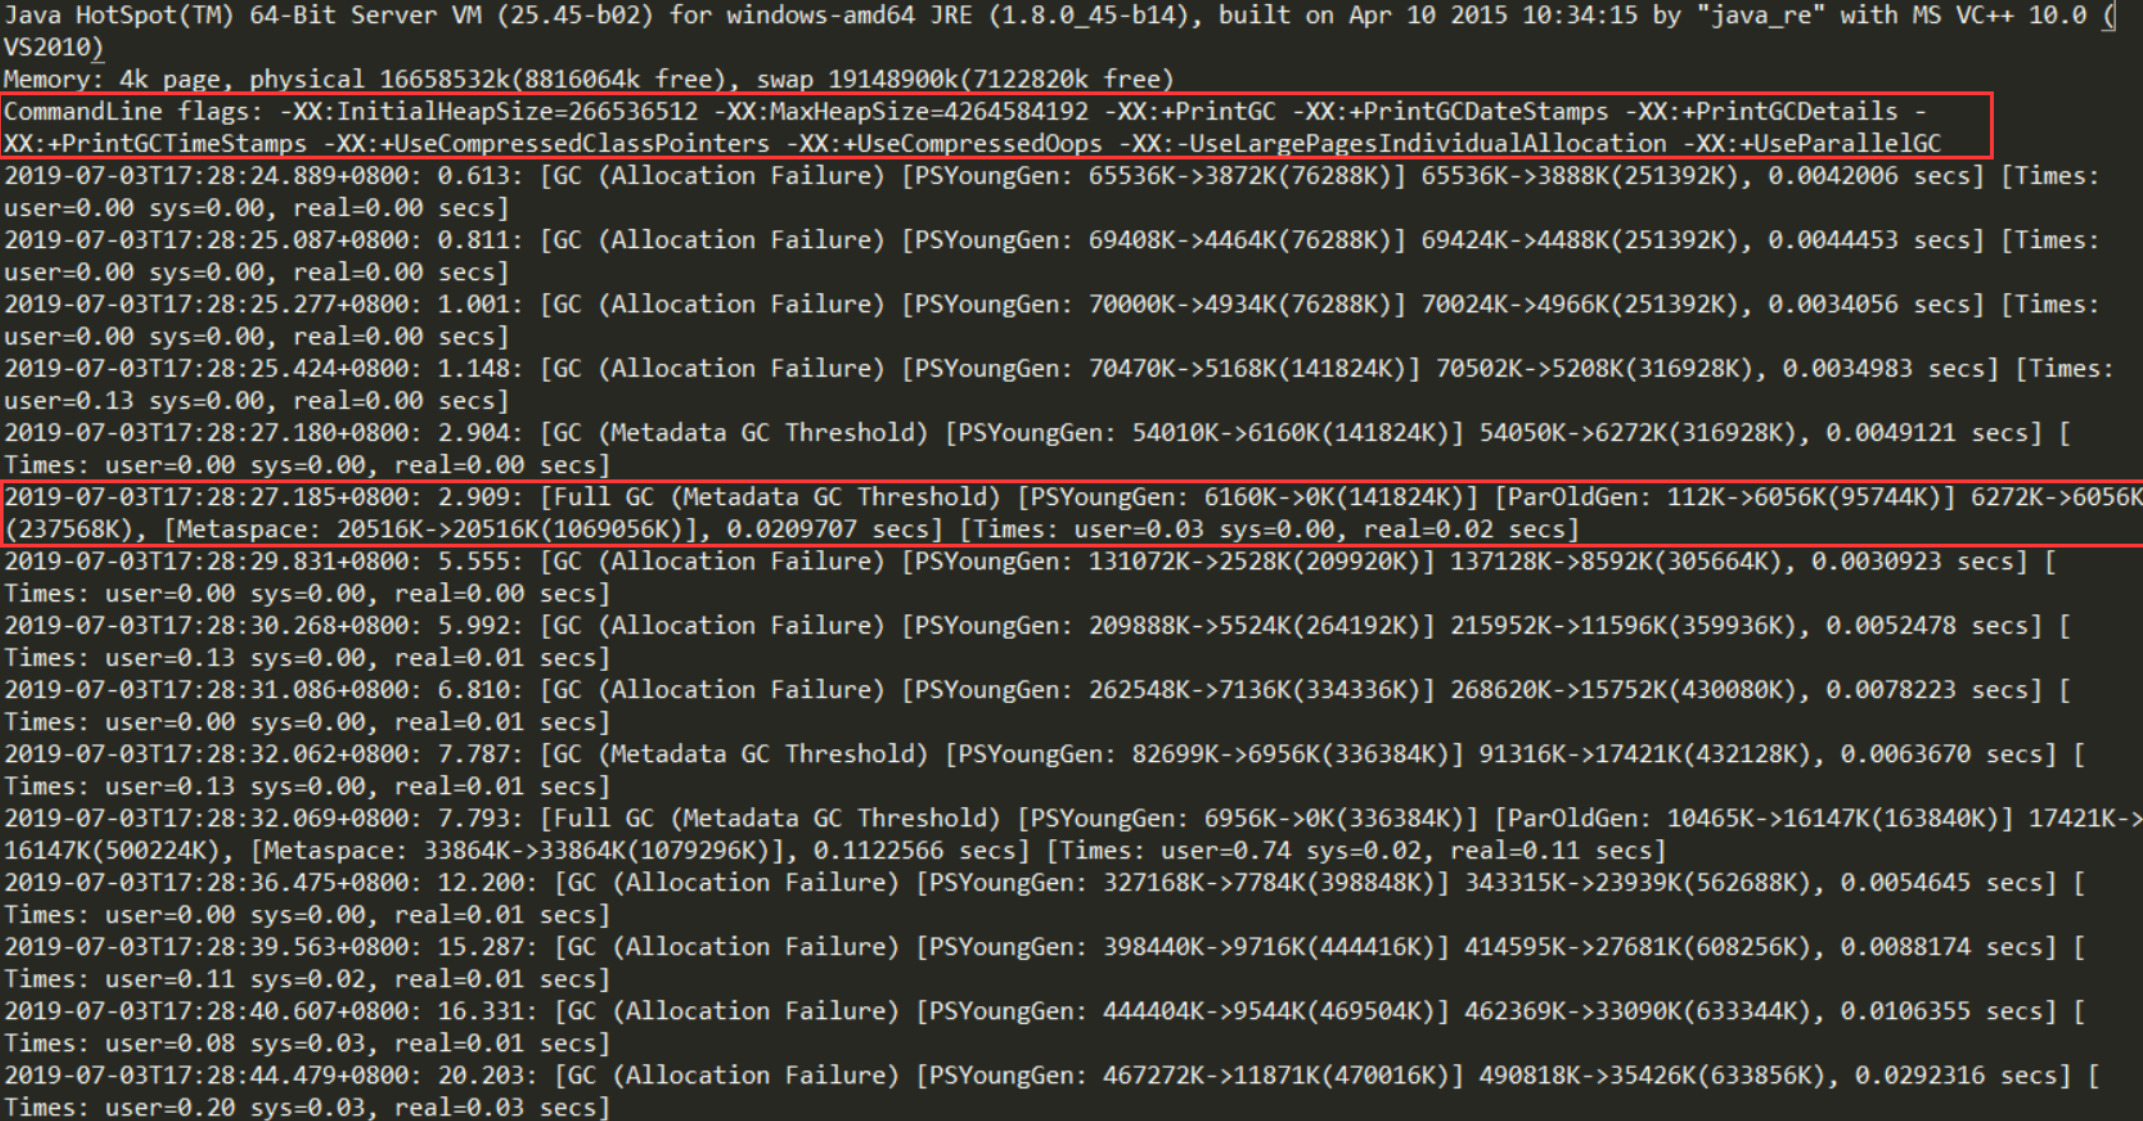 Java HotSpot(TM) 64-Bit Server VM (25.45-b02) for windows-amd64 JRE (1.8.0_45-b14), built on Apr 10 2015 10:34:15 by "java_re" with MS VC++ 10.0 (
VS2010)
Memory: 4k page, physical 16658532k(8816064k free), swap 19148900k(7122820k free)
CommandLine flags: -XX:InitialHeapSize=266536512 -XX:MaxHeapSize=4264584192 -XX:+PrintGC -XX:+PrintGCDateStamps -XX:+PrintGCDetails -
XX:+PrintGCTimeStamps -XX:+UseCompressedClassPointers -XX:+UseCompressedOops -XX:-UseLargePagesIndividualAllocation -XX:+UseParallelGC
2019-07-03T17:28:24.889+0800: 0.613: [GC (Allocation Failure) [PSYoungGen: 65536K->3872K(76288K)] 65536K->3888K(251392K), 0.0042006 secs] [Times:
user=0.00 sys=0.00, real=0.00 secs]
2019-07-03T17:28:25.087+0800: 0.811: [GC (Allocation Failure) [PSYoungGen: 69408K->4464K(76288K)] 69424K->4488K(251392K), 0.0044453 secs] [Times:
user=0.00 sys=0.00, real=0.00 secs]
2019-07-03T17:28:25.277+0800: 1.001: [GC (Allocation Failure) [PSYoungGen: 70000K->4934K(76288K)] 70024K->4966K(251392K), 0.0034056 secs] [Times:
user=0.00 sys=0.00, real=0.00 secs]
2019-07-03T17:28:25.424+0800: 1.148: [GC (Allocation Failure) [PSYoungGen: 70470K->5168K(141824K)] 70502K->5208K(316928K), 0.0034983 secs] [Times:
user=0.13 sys=0.00, real=0.00 secs]
2019-07-03T17:28:27.180+0800: 2.904: [GC (Metadata GC Threshold) [PSYoungGen: 54010K->6160K(141824K)] 54050K->6272K(316928K), 0.0049121 secs] [
Times: user=0.00 sys=0.00, real=0.00 secs]
2019-07-03T17:28:27.185+0800: 2.909: [Full GC (Metadata GC Threshold) [PSYoungGen: 6160K->0K(141824K)] [ParOldGen: 112K->6056K(95744K)] 6272K->6056K
(237568K), [Metaspace: 20516K->20516K(1069056K)], 0.0209707 secs] [Times: user=0.03 sys=0.00, real=0.02 secs]
2019-07-03T17:28:29.831+0800: 5.555: [GC (Allocation Failure) [PSYoungGen: 131072K->2528K(209920K)] 137128K->8592K(305664K), 0.0030923 secs] [
Times: user=0.00 sys=0.00, real=0.00 secs]
2019-07-03T17:28:30.268+0800: 5.992: [GC (Allocation Failure) [PSYoungGen: 209888K->5524K(264192K)] 215952K->11596K(359936K), 0.0052478 secs] [
Times: user=0.13 sys=0.00, real=0.01 secs]
2019-07-03T17:28:31.086+0800: 6.810: [GC (Allocation Failure) [PSYoungGen: 262548K->7136K(334336K)] 268620K->15752K(430080K), 0.0078223 secs] [
Times: user=0.00 sys=0.00, real=0.01 secs]
2019-07-03T17:28:32.062+0800: 7.787: [GC (Metadata GC Threshold) [PSYoungGen: 82699K->6956K(336384K)] 91316K->17421K(432128K), 0.0063670 secs] [
Times: user=0.13 sys=0.00, real=0.01 secs]
2019-07-03T17:28:32.069+0800: 7.793: [Full GC (Metadata GC Threshold) [PSYoungGen: 6956K->0K(336384K)] [ParOldGen: 10465K->16147K(163840K)] 17421K->
16147K(500224K), [Metaspace: 33864K->33864K(1079296K)], 0.1122566 secs] [Times: user=0.74 sys=0.02, real=0.11 secs]
2019-07-03T17:28:36.475+0800: 12.200: [GC (Allocation Failure) [PSYoungGen: 327168K->7784K(398848K)] 343315K->23939K(562688K), 0.0054645 secs] [
Times: user=0.00 sys=0.00, real=0.01 secs]
2019-07-03T17:28:39.563+0800: 15.287: [GC (Allocation Failure) [PSYoungGen: 398440K->9716K(444416K)] 414595K->27681K(608256K), 0.0088174 secs] [
Times: user=0.11 sys=0.02, real=0.01 secs]
2019-07-03T17:28:40.607+0800: 16.331: [GC (Allocation Failure) [PSYoungGen: 444404K->9544K(469504K)] 462369K->33090K(633344K), 0.0106355 secs] [
Times: user=0.08 sys=0.03, real=0.01 secs]
2019-07-03T17:28:44.479+0800: 20.203: [GC (Allocation Failure) [PSYoungGen: 467272K->11871K(470016K)] 490818K->35426K(633856K), 0.0292316 secs] [
Times: user=0.20 sys=0.03, real=0.03 secs]